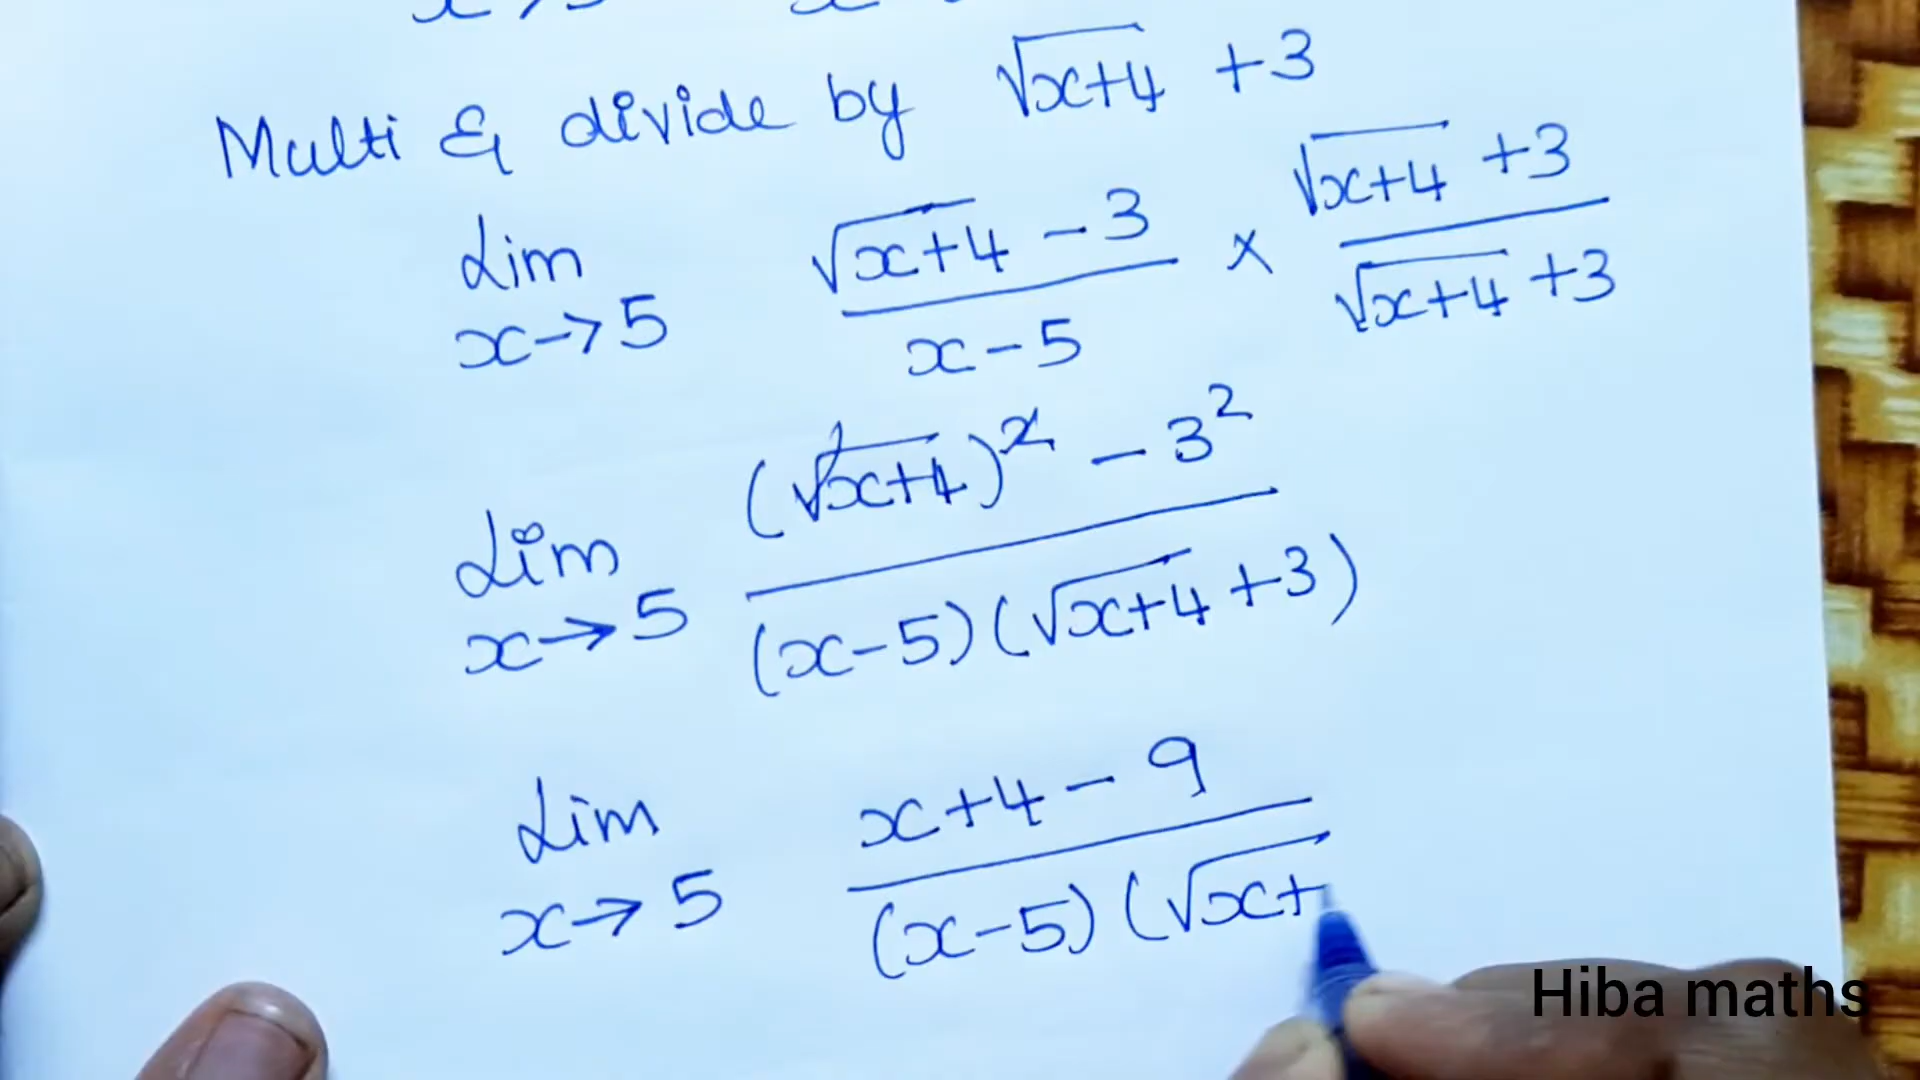 Multi & divide by √x+4 +3
Lim x→5 √x+4 -3 / x-5 × √x+4 +3 / √x+4 +3
Lim x→5 (√x+4)² - 3² / (x-5)(√x+4 +3)
Lim x→5 x+4-9 / (x-5)(√x+
Hiba maths